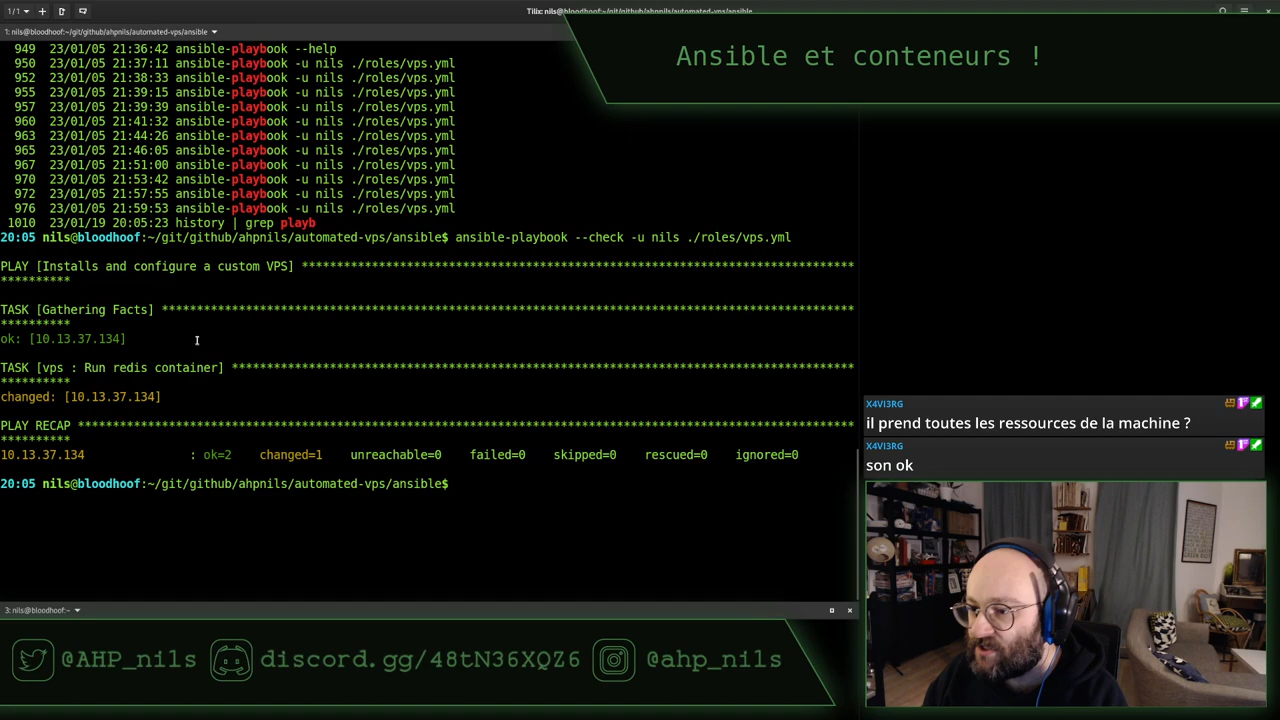 1/1
Tilix: nils@bloodhoof:~/git/github/ahpnils/automated-vps/ansible
1: nils@bloodhoof:~/git/github/ahpnils/automated-vps/ansible
Ansible et conteneurs !
949 23/01/05 21:36:42 ansible-playbook --help
950 23/01/05 21:37:11 ansible-playbook -u nils ./roles/vps.yml
952 23/01/05 21:38:33 ansible-playbook -u nils ./roles/vps.yml
955 23/01/05 21:39:15 ansible-playbook -u nils ./roles/vps.yml
957 23/01/05 21:39:39 ansible-playbook -u nils ./roles/vps.yml
960 23/01/05 21:41:32 ansible-playbook -u nils ./roles/vps.yml
963 23/01/05 21:44:26 ansible-playbook -u nils ./roles/vps.yml
965 23/01/05 21:46:05 ansible-playbook -u nils ./roles/vps.yml
967 23/01/05 21:51:00 ansible-playbook -u nils ./roles/vps.yml
970 23/01/05 21:53:42 ansible-playbook -u nils ./roles/vps.yml
972 23/01/05 21:57:55 ansible-playbook -u nils ./roles/vps.yml
976 23/01/05 21:59:53 ansible-playbook -u nils ./roles/vps.yml
1010 23/01/19 20:05:23 history | grep playb
20:05 nils@bloodhoof:~/git/github/ahpnils/automated-vps/ansible$ ansible-playbook --check -u nils ./roles/vps.yml
PLAY [Installs and configure a custom VPS] *******************************************************************************
**********
TASK [Gathering Facts] ***************************************************************************************************
**********
ok: [10.13.37.134]
TASK [vps : Run redis container] *****************************************************************************************
**********
changed: [10.13.37.134]
PLAY RECAP ***************************************************************************************************************
**********
10.13.37.134 : ok=2 changed=1 unreachable=0 failed=0 skipped=0 rescued=0 ignored=0
20:05 nils@bloodhoof:~/git/github/ahpnils/automated-vps/ansible$
X4VI3RG
il prend toutes les ressources de la machine ?
X4VI3RG
son ok
3: nils@bloodhoof:~
@AHP_nils
discord.gg/48tN36XQZ6
@ahp_nils